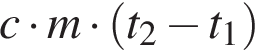 c · m · (t₂ − t₁)